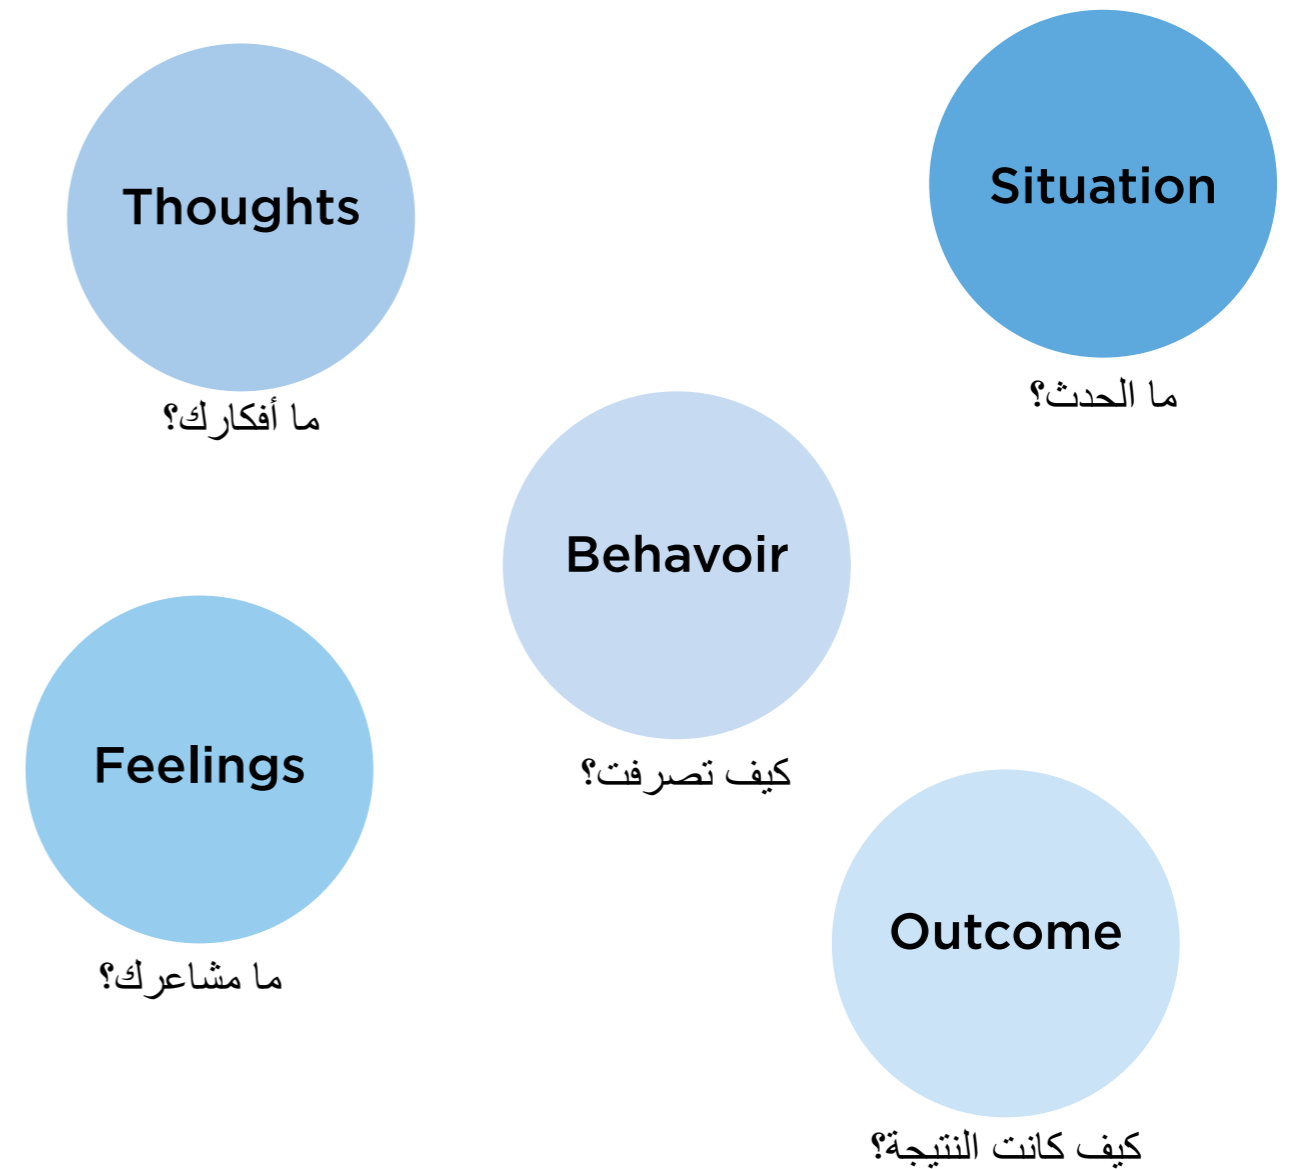 Thoughts
ما أفكارك؟
Situation
ما الحدث؟
Behavoir
كيف تصرفت؟
Feelings
ما مشاعرك؟
Outcome
كيف كانت النتيجة؟